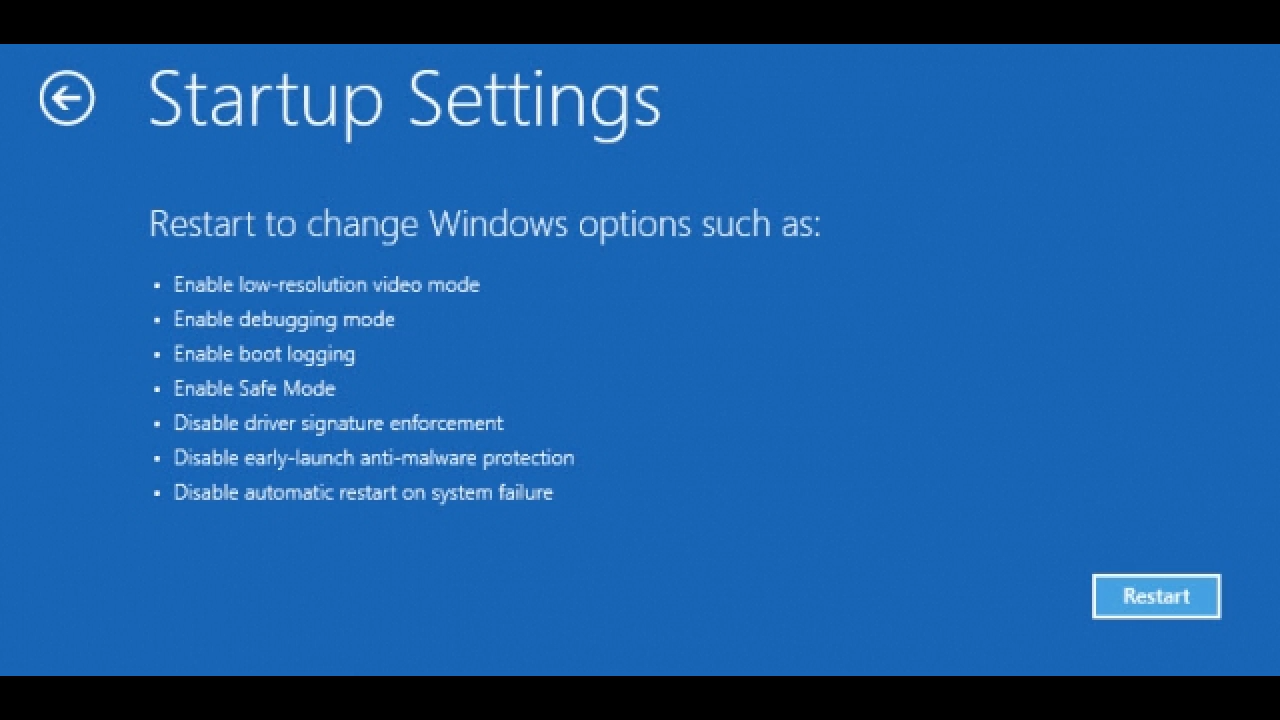 Startup Settings
Restart to change Windows options such as:
Enable low-resolution video mode
Enable debugging mode
Enable boot logging
Enable Safe Mode
Disable driver signature enforcement
Disable early-launch anti-malware protection
Disable automatic restart on system failure
Restart